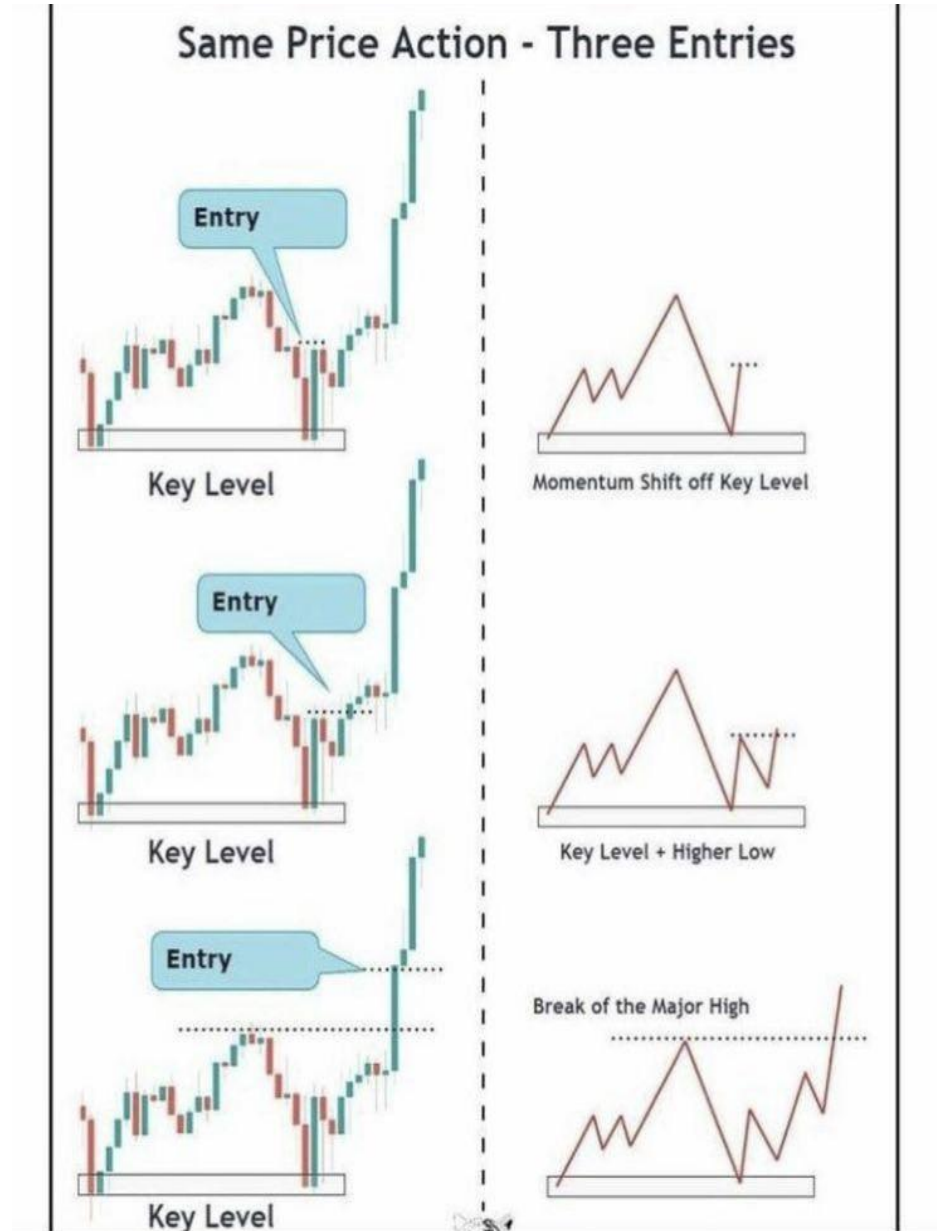 Same Price Action - Three Entries
Entry
Key Level
Momentum Shift off Key Level
Entry
Key Level
Key Level + Higher Low
Entry
Break of the Major High
Key Level